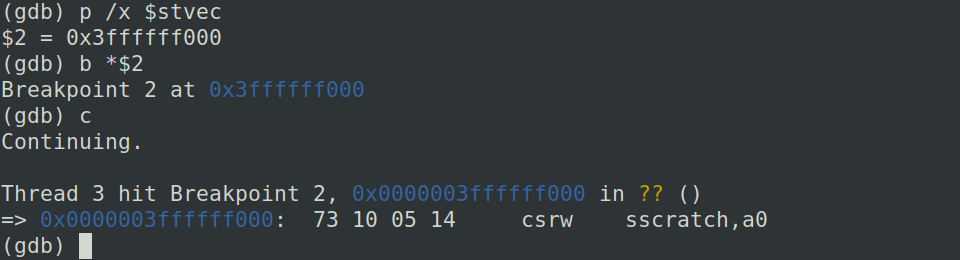 (gdb) p /x $stvec
$2 = 0x3ffffff000
(gdb) b *$2
Breakpoint 2 at 0x3ffffff000
(gdb) c
Continuing.

Thread 3 hit Breakpoint 2, 0x0000003ffffff000 in ?? ()
=> 0x0000003ffffff000:	73 10 05 14	csrw	sscratch,a0
(gdb)